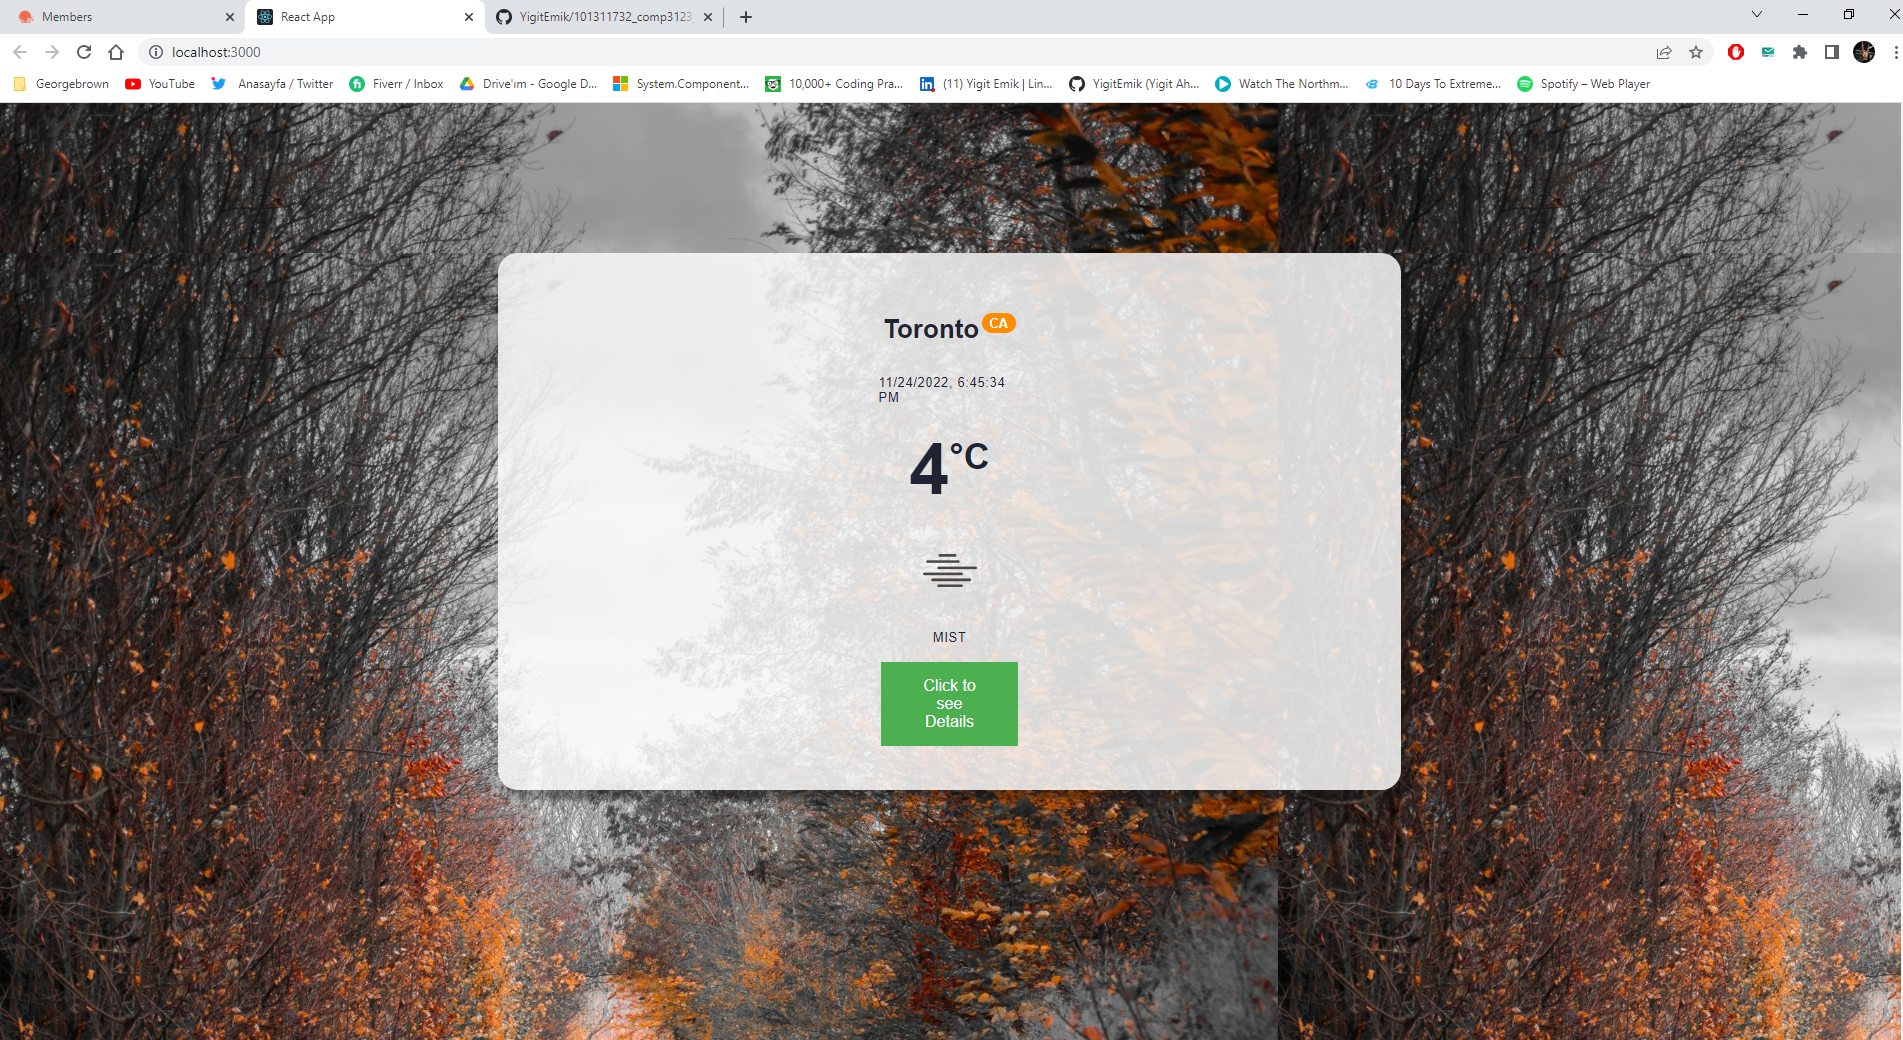 Members
React App
YigitEmik/101311732_comp3123_
localhost:3000
Georgebrown
YouTube
Anasayfa / Twitter
Fiverr / Inbox
Drive'ım - Google D...
System.Component...
10,000+ Coding Pra...
(11) Yigit Emik | Lin...
YigitEmik (Yigit Ah...
Watch The Northm...
10 Days To Extreme...
Spotify – Web Player
Toronto CA
11/24/2022, 6:45:34
PM
4°C
MIST
Click to
see
Details